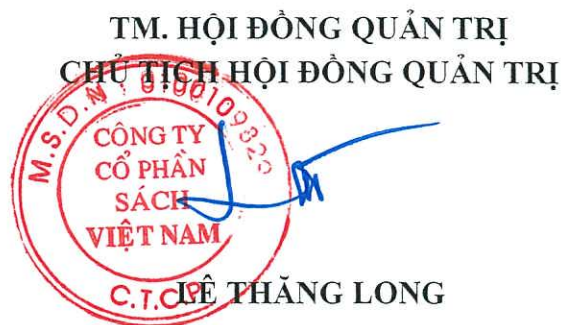 TM. HỘI ĐỒNG QUẢN TRỊ
CHỦ TỊCH HỘI ĐỒNG QUẢN TRỊ
M.S.D.N: 0100109829
CÔNG TY
CỔ PHẦN
SÁCH
VIỆT NAM
C.T.C.P
LÊ THĂNG LONG